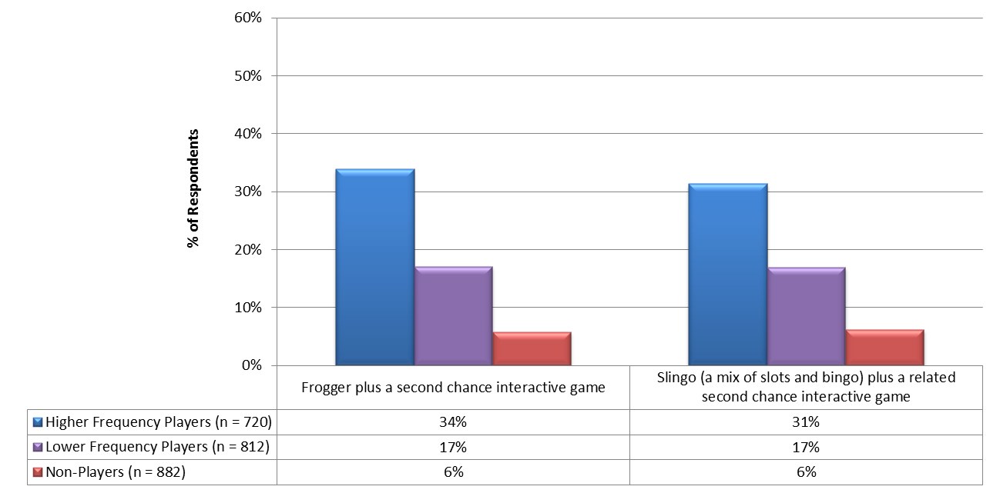 60%
50%
40%
30%
20%
10%
0%
% of Respondents
Frogger plus a second chance interactive game
Slingo (a mix of slots and bingo) plus a related
second chance interactive game
Higher Frequency Players (n = 720) 34% 31%
Lower Frequency Players (n = 812) 17% 17%
Non-Players (n = 882) 6% 6%